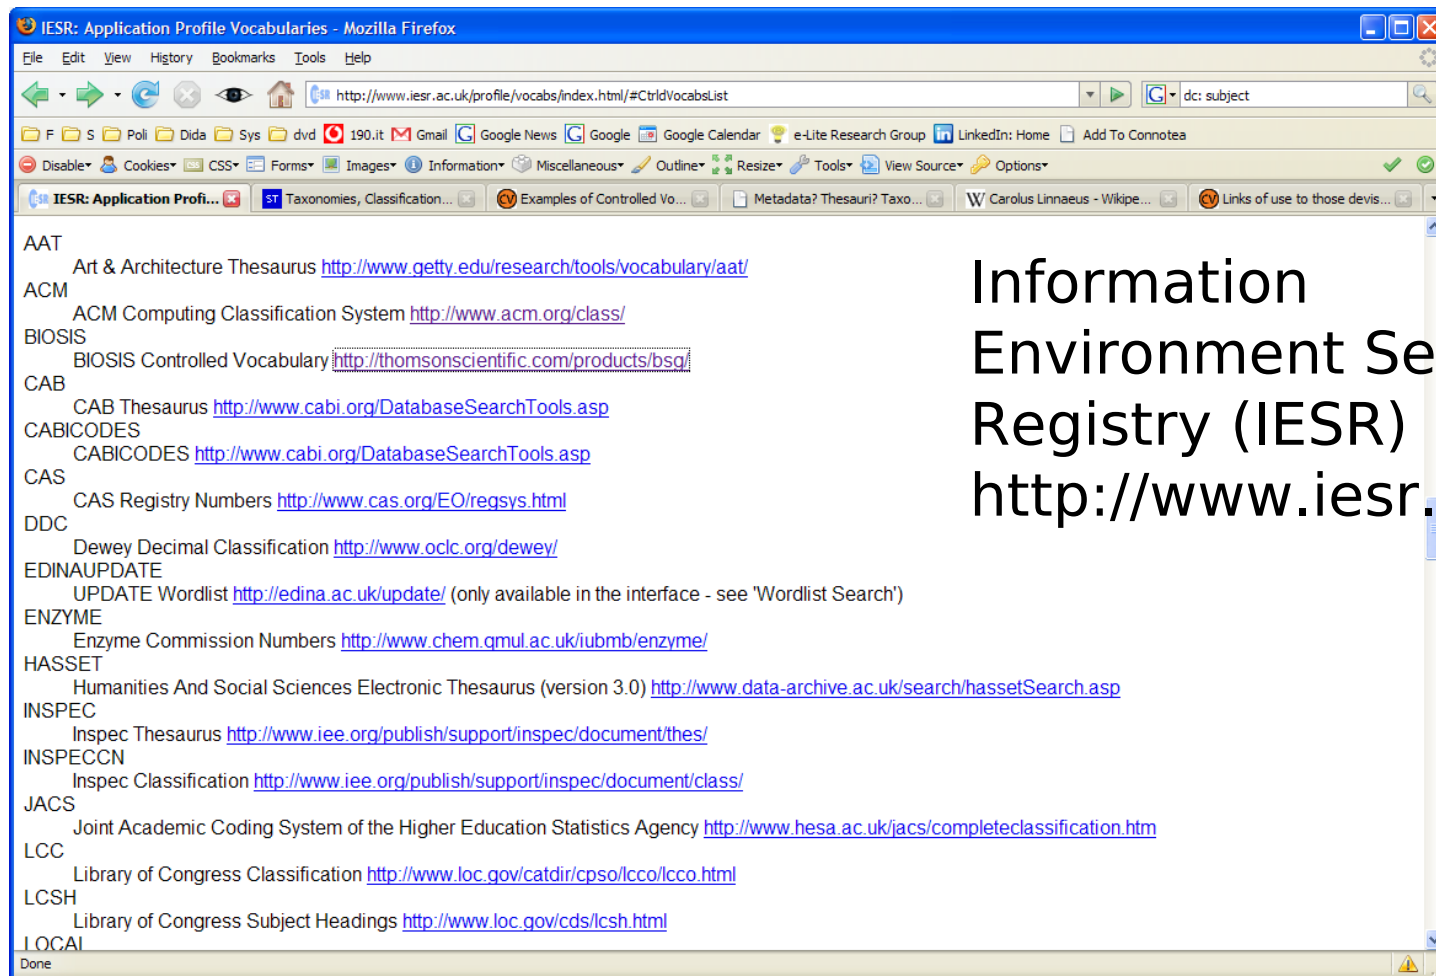 IESR: Application Profile Vocabularies - Mozilla Firefox
File Edit View History Bookmarks Tools Help
http://www.iesr.ac.uk/profile/vocabs/index.html/#CtrldVocabsList G dc: subject
F S Poli Dida Sys dvd 190.it Gmail Google News Google Google Calendar e-Lite Research Group LinkedIn: Home Add To Connotea
Disable Cookies CSS Forms Images Information Miscellaneous Outline Resize Tools View Source Options
IESR: Application Profi... ST Taxonomies, Classification... CV Examples of Controlled Vo... Metadata? Thesauri? Taxo... W Carolus Linnaeus - Wikipe... CV Links of use to those devis...
AAT
Art & Architecture Thesaurus http://www.getty.edu/research/tools/vocabulary/aat/
ACM
ACM Computing Classification System http://www.acm.org/class/
BIOSIS
BIOSIS Controlled Vocabulary http://thomsonscientific.com/products/bsg/
CAB
CAB Thesaurus http://www.cabi.org/DatabaseSearchTools.asp
CABICODES
CABICODES http://www.cabi.org/DatabaseSearchTools.asp
CAS
CAS Registry Numbers http://www.cas.org/EO/regsys.html
DDC
Dewey Decimal Classification http://www.oclc.org/dewey/
EDINAUPDATE
UPDATE Wordlist http://edina.ac.uk/update/ (only available in the interface - see 'Wordlist Search')
ENZYME
Enzyme Commission Numbers http://www.chem.qmul.ac.uk/iubmb/enzyme/
HASSET
Humanities And Social Sciences Electronic Thesaurus (version 3.0) http://www.data-archive.ac.uk/search/hassetSearch.asp
INSPEC
Inspec Thesaurus http://www.iee.org/publish/support/inspec/document/thes/
INSPECCN
Inspec Classification http://www.iee.org/publish/support/inspec/document/class/
JACS
Joint Academic Coding System of the Higher Education Statistics Agency http://www.hesa.ac.uk/jacs/completeclassification.htm
LCC
Library of Congress Classification http://www.loc.gov/catdir/cpso/lcco/lcco.html
LCSH
Library of Congress Subject Headings http://www.loc.gov/cds/lcsh.html
LOCAL
Done
Information
Environment Se
Registry (IESR)
http://www.iesr.